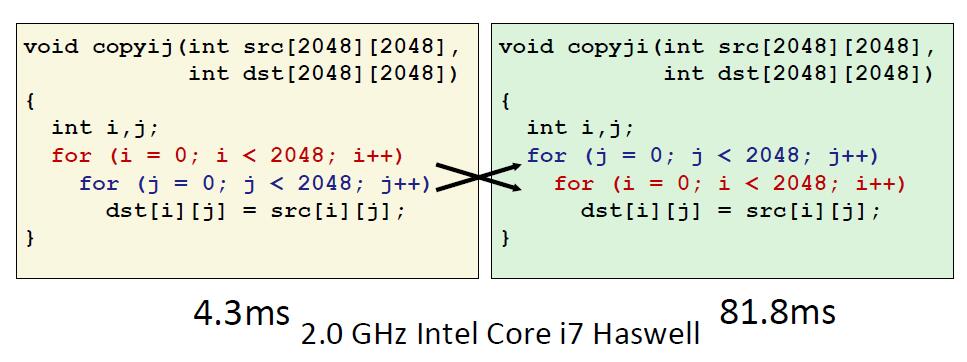 void copyij(int src[2048][2048],
            int dst[2048][2048])
{
  int i,j;
  for (i = 0; i < 2048; i++)
    for (j = 0; j < 2048; j++)
      dst[i][j] = src[i][j];
}
void copyji(int src[2048][2048],
            int dst[2048][2048])
{
  int i,j;
  for (j = 0; j < 2048; j++)
    for (i = 0; i < 2048; i++)
      dst[i][j] = src[i][j];
}
4.3ms
81.8ms
2.0 GHz Intel Core i7 Haswell